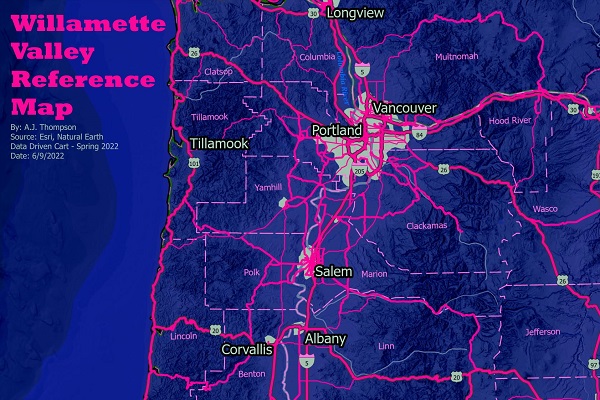 Willamette
Valley
Reference
Map
By: A.J. Thompson
Source: Esri, Natural Earth
Data Driven Cart - Spring 2022
Date: 6/9/2022
Longview
30
26
Columbia
5
Multnomah
Clatsop
Vancouver
Tillamook
Portland
84
Hood River
35
Tillamook
101
205
26
197
Yamhill
Wasco
Clackamas
Polk
Salem
Marion
26
Lincoln
20
Albany
Jefferson
Corvallis
Linn
5
97
Benton
20